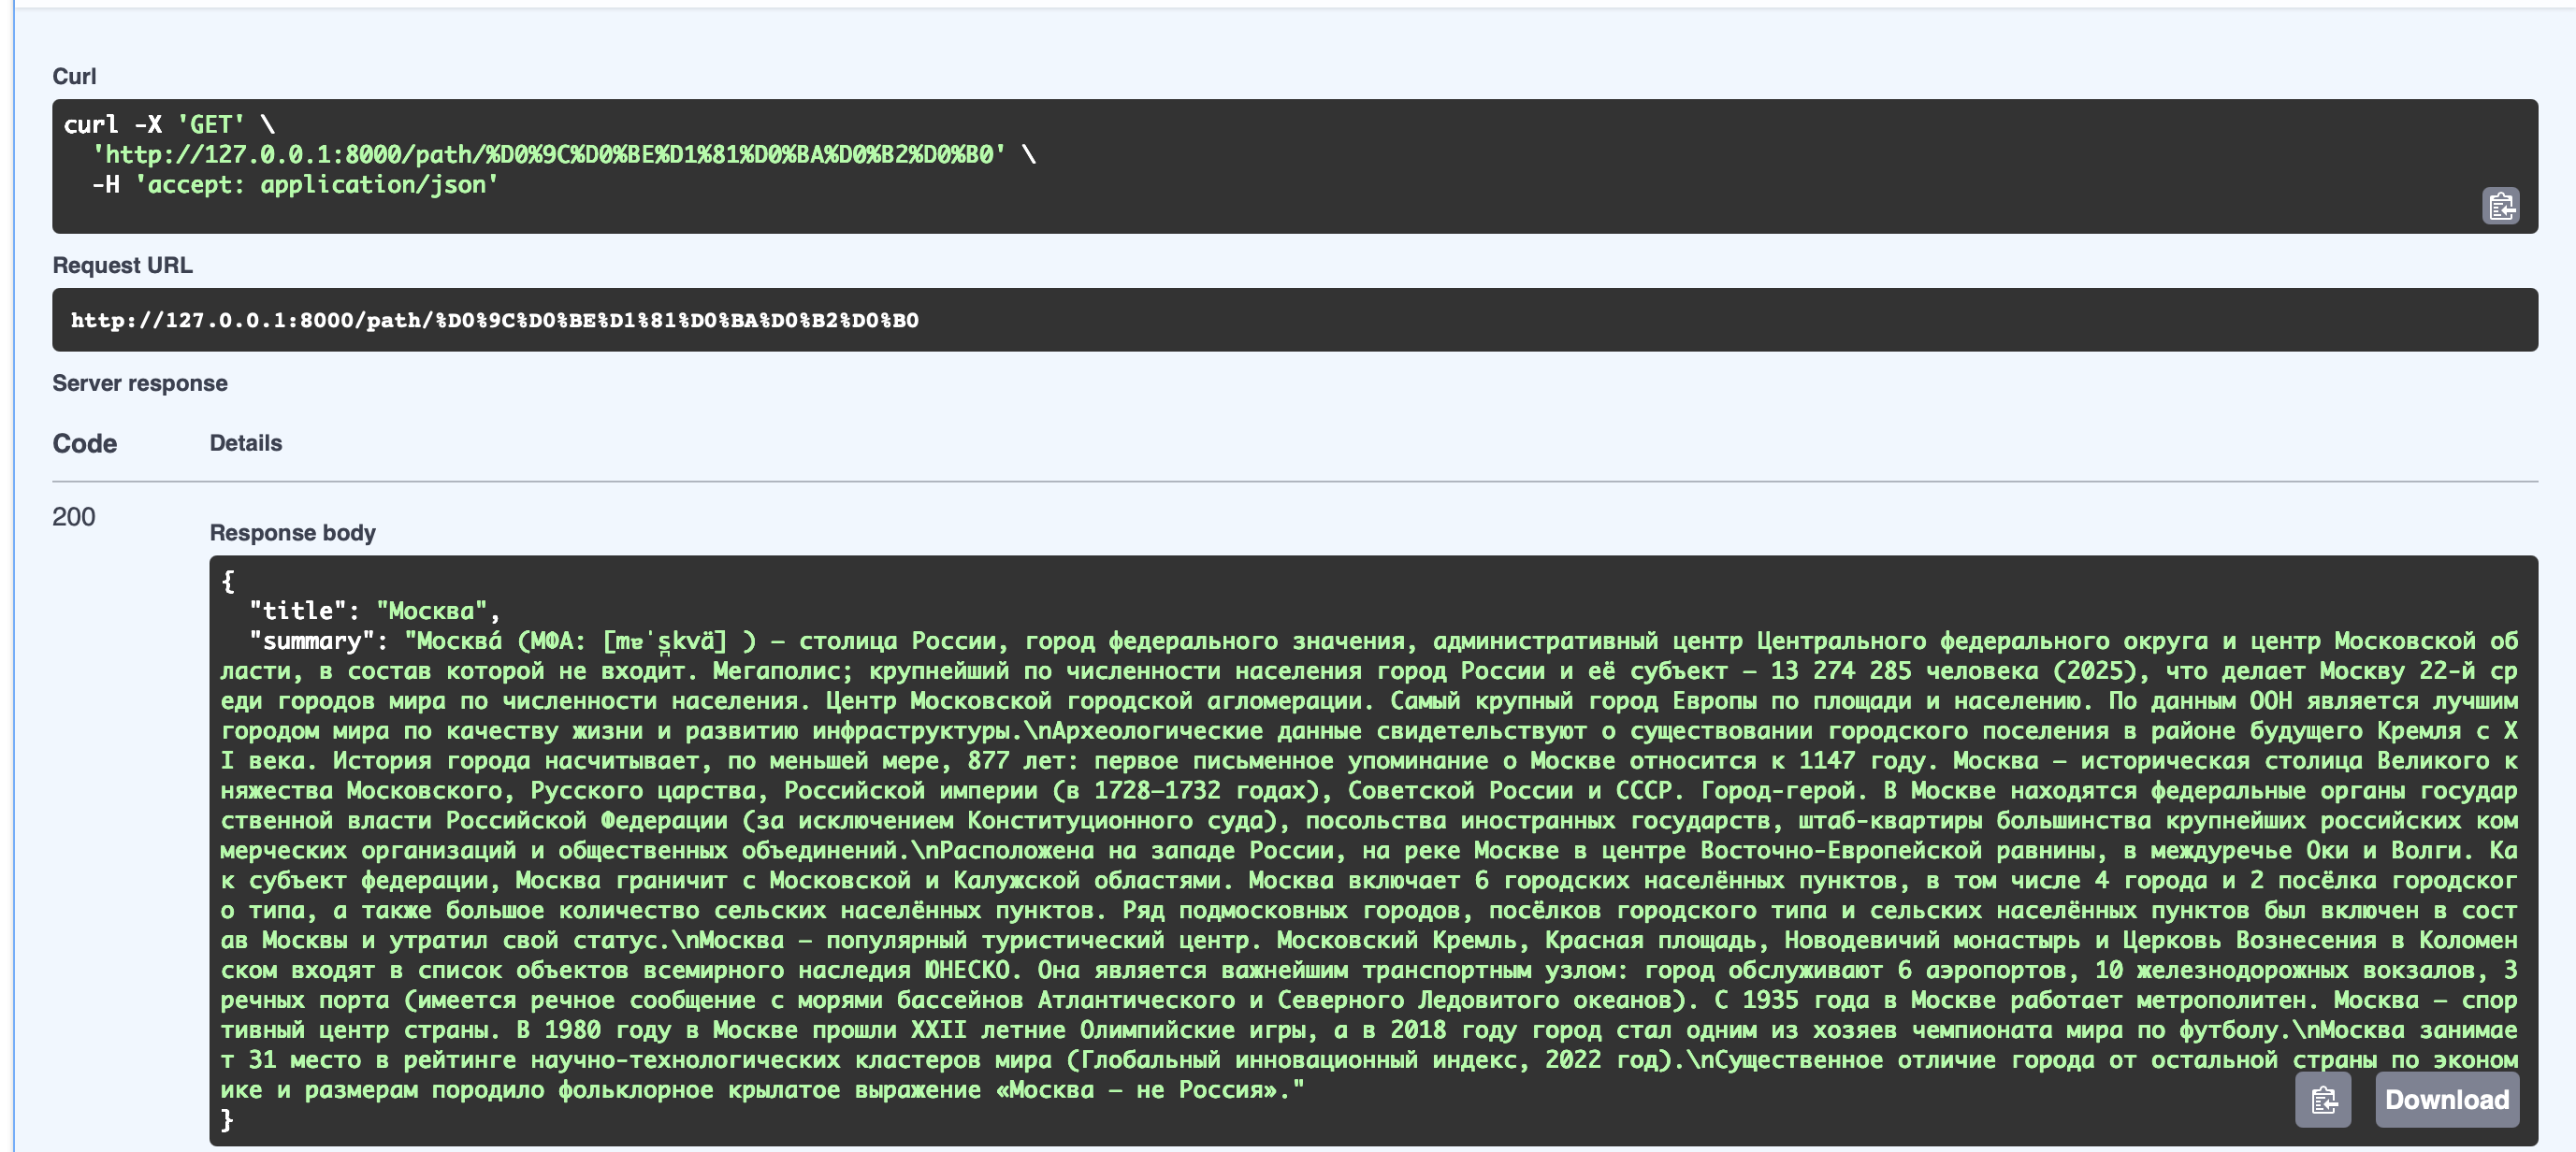 Curl
curl -X 'GET' \
'http://127.0.0.1:8000/path/%D0%9C%D0%BE%D1%81%D0%BA%D0%B2%D0%B0' \
-H 'accept: application/json'
Request URL
http://127.0.0.1:8000/path/%D0%9C%D0%BE%D1%81%D0%BA%D0%B2%D0%B0
Server response
Code Details
200
Response body
{
"title": "Москва",
"summary": "Москва́ (МФА: [mɐˈs̪kvä] ) — столица России, город федерального значения, административный центр Центрального федерального округа и центр Московской об
ласти, в состав которой не входит. Мегаполис; крупнейший по численности населения город России и её субъект — 13 274 285 человека (2025), что делает Москву 22-й ср
еди городов мира по численности населения. Центр Московской городской агломерации. Самый крупный город Европы по площади и населению. По данным ООН является лучшим
городом мира по качеству жизни и развитию инфраструктуры.\nАрхеологические данные свидетельствуют о существовании городского поселения в районе будущего Кремля с X
I века. История города насчитывает, по меньшей мере, 877 лет: первое письменное упоминание о Москве относится к 1147 году. Москва — историческая столица Великого к
няжества Московского, Русского царства, Российской империи (в 1728—1732 годах), Советской России и СССР. Город-герой. В Москве находятся федеральные органы государ
ственной власти Российской Федерации (за исключением Конституционного суда), посольства иностранных государств, штаб-квартиры большинства крупнейших российских ком
мерческих организаций и общественных объединений.\nРасположена на западе России, на реке Москве в центре Восточно-Европейской равнины, в междуречье Оки и Волги. Ка
к субъект федерации, Москва граничит с Московской и Калужской областями. Москва включает 6 городских населённых пунктов, в том числе 4 города и 2 посёлка городског
о типа, а также большое количество сельских населённых пунктов. Ряд подмосковных городов, посёлков городского типа и сельских населённых пунктов был включен в сост
ав Москвы и утратил свой статус.\nМосква — популярный туристический центр. Московский Кремль, Красная площадь, Новодевичий монастырь и Церковь Вознесения в Коломен
ском входят в список объектов всемирного наследия ЮНЕСКО. Она является важнейшим транспортным узлом: город обслуживают 6 аэропортов, 10 железнодорожных вокзалов, 3
речных порта (имеется речное сообщение с морями бассейнов Атлантического и Северного Ледовитого океанов). С 1935 года в Москве работает метрополитен. Москва — спор
тивный центр страны. В 1980 году в Москве прошли XXII летние Олимпийские игры, а в 2018 году город стал одним из хозяев чемпионата мира по футболу.\nМосква занимае
т 31 место в рейтинге научно-технологических кластеров мира (Глобальный инновационный индекс, 2022 год).\nСущественное отличие города от остальной страны по эконом
ике и размерам породило фольклорное крылатое выражение «Москва — не Россия»."
}
Download